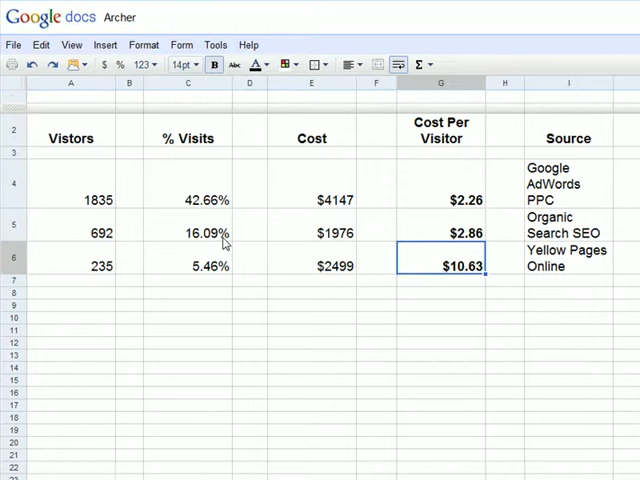 Google docs Archer
File Edit View Insert Format Form Tools Help
$ % 123 14pt B Abc A Σ
A B C D E F G H I
2 Vistors % Visits Cost Cost Per Visitor Source
3
4 1835 42.66% $4147 $2.26 Google AdWords PPC
5 692 16.09% $1976 $2.86 Organic Search SEO
6 235 5.46% $2499 $10.63 Yellow Pages Online
7
8
9
10
11
12
13
14
15
16
17
18
19
20
21
22
23